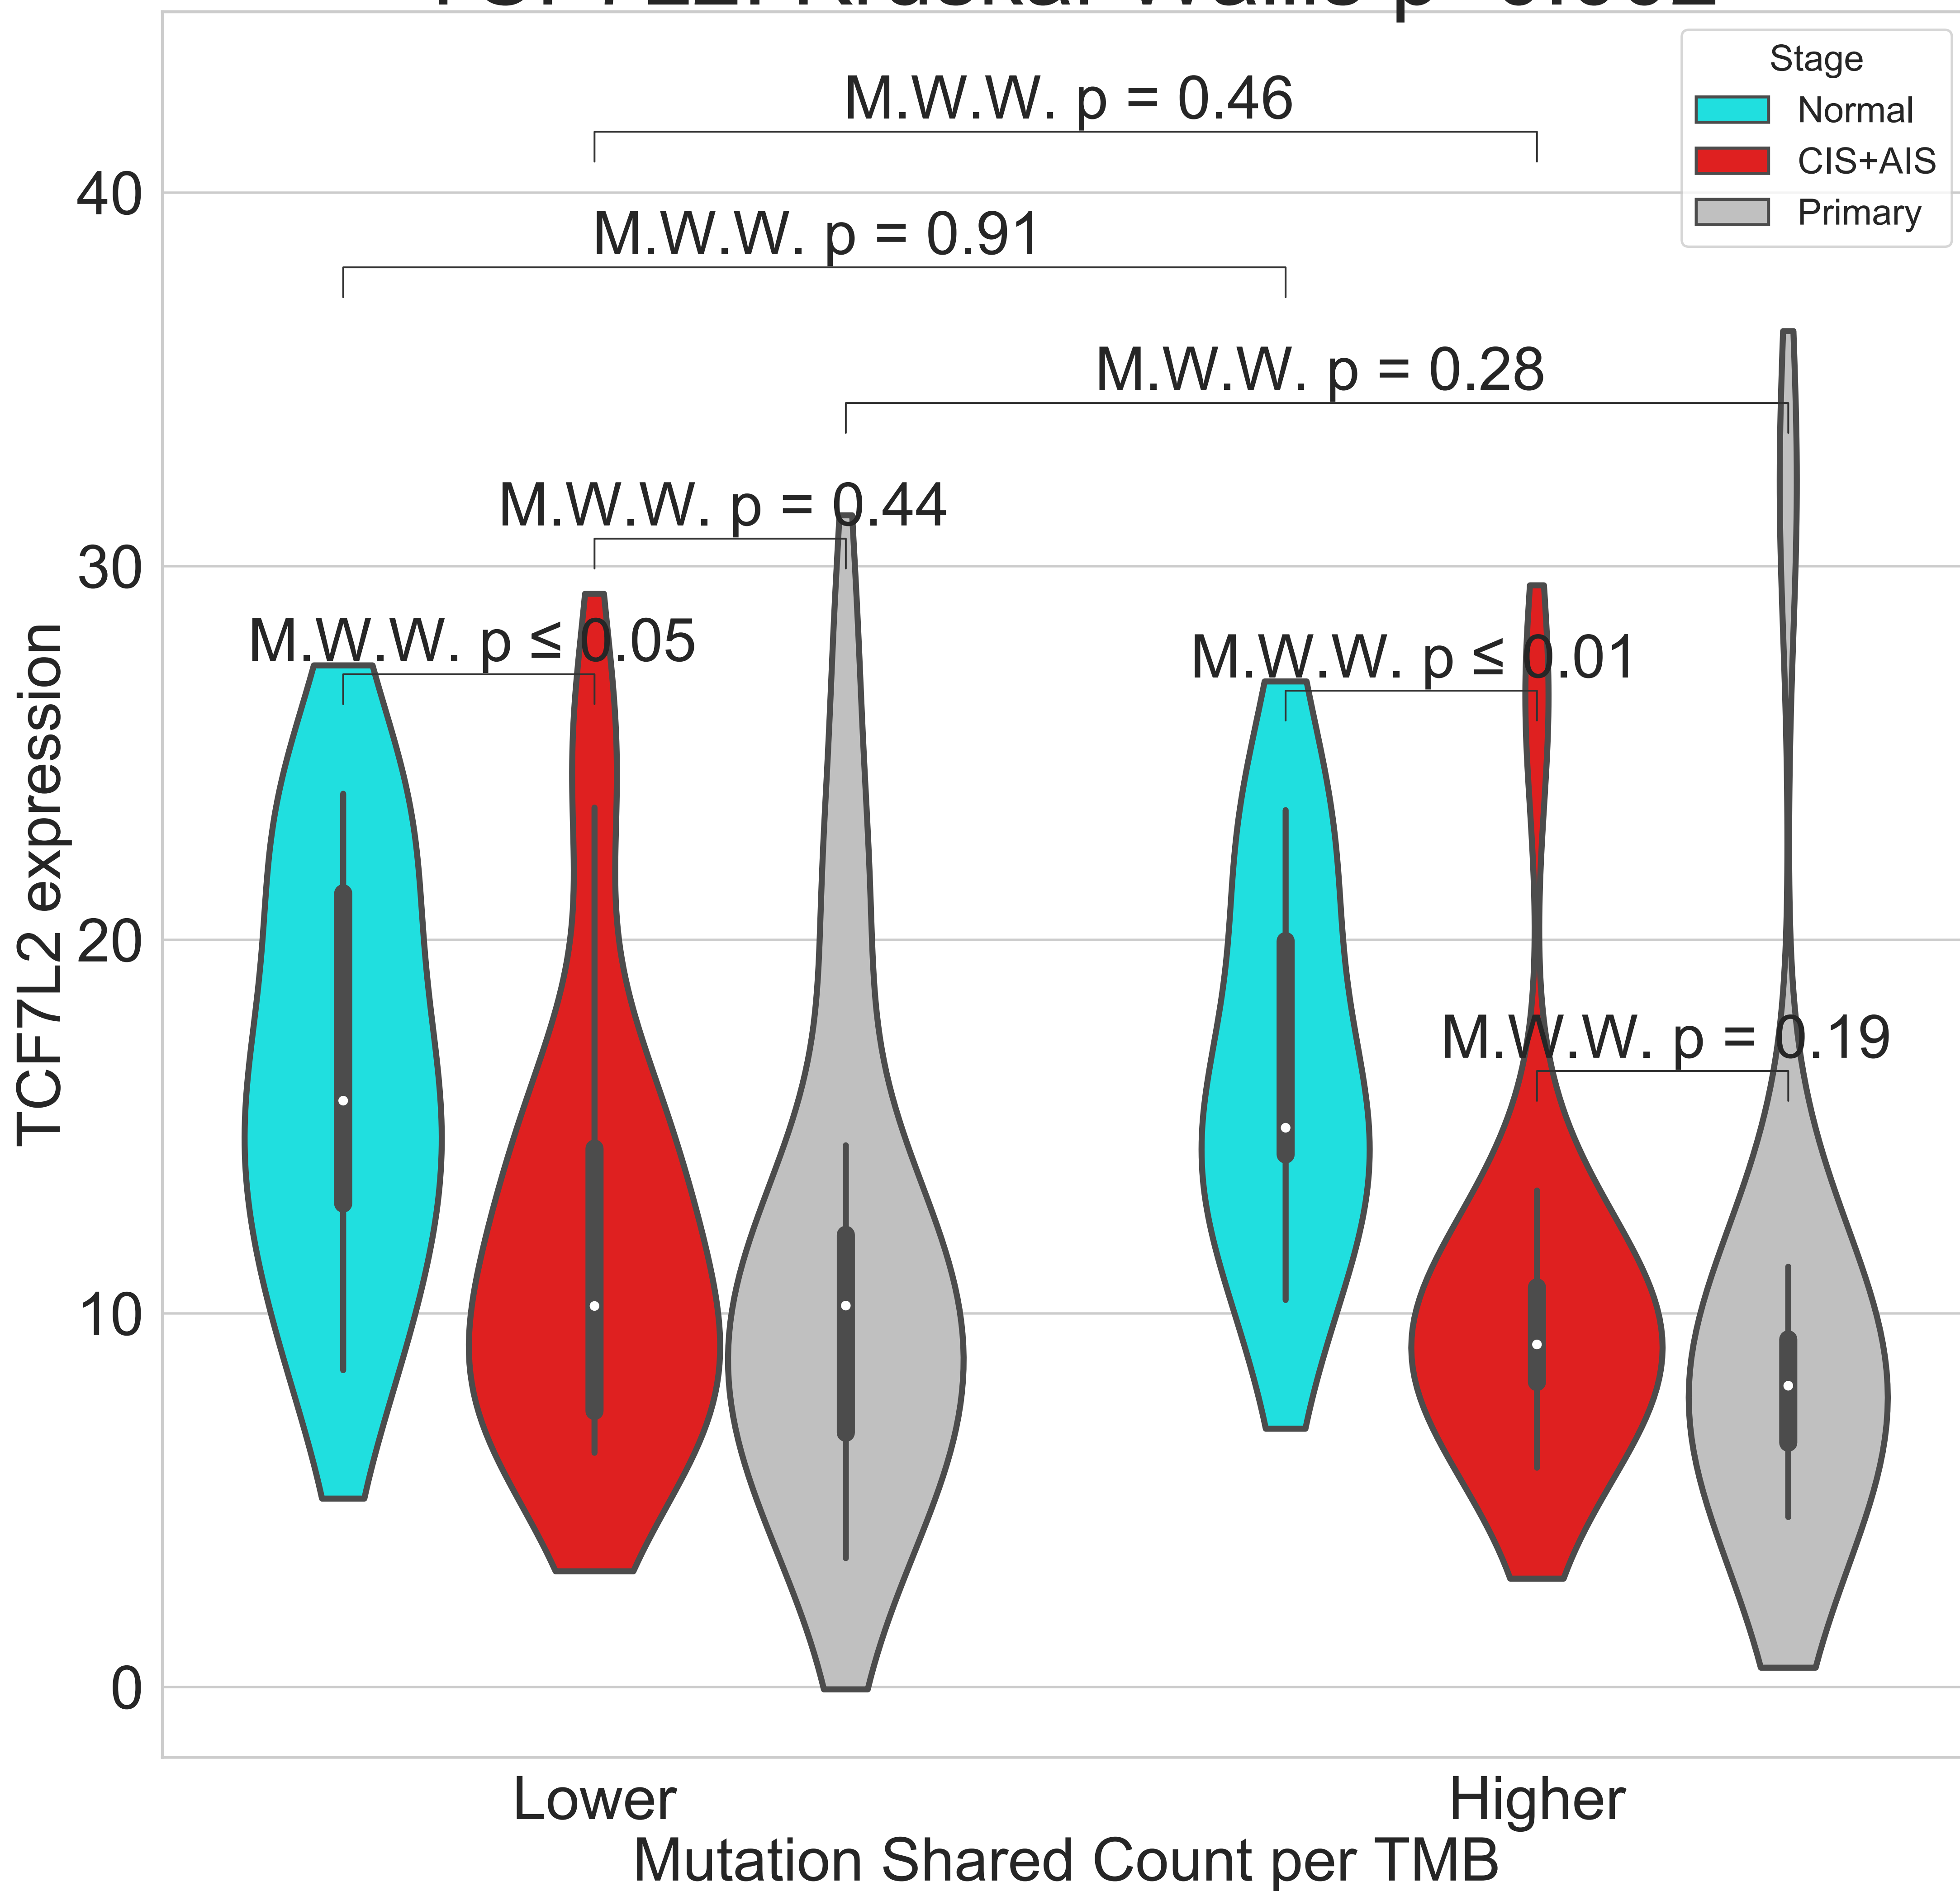 Stage
Normal
CIS+AIS
Primary
M.W.W. p = 0.46
M.W.W. p = 0.91
M.W.W. p = 0.28
M.W.W. p = 0.44
M.W.W. p ≤ 0.05
M.W.W. p ≤ 0.01
M.W.W. p = 0.19
40
30
20
10
0
TCF7L2 expression
Lower
Higher
Mutation Shared Count per TMB